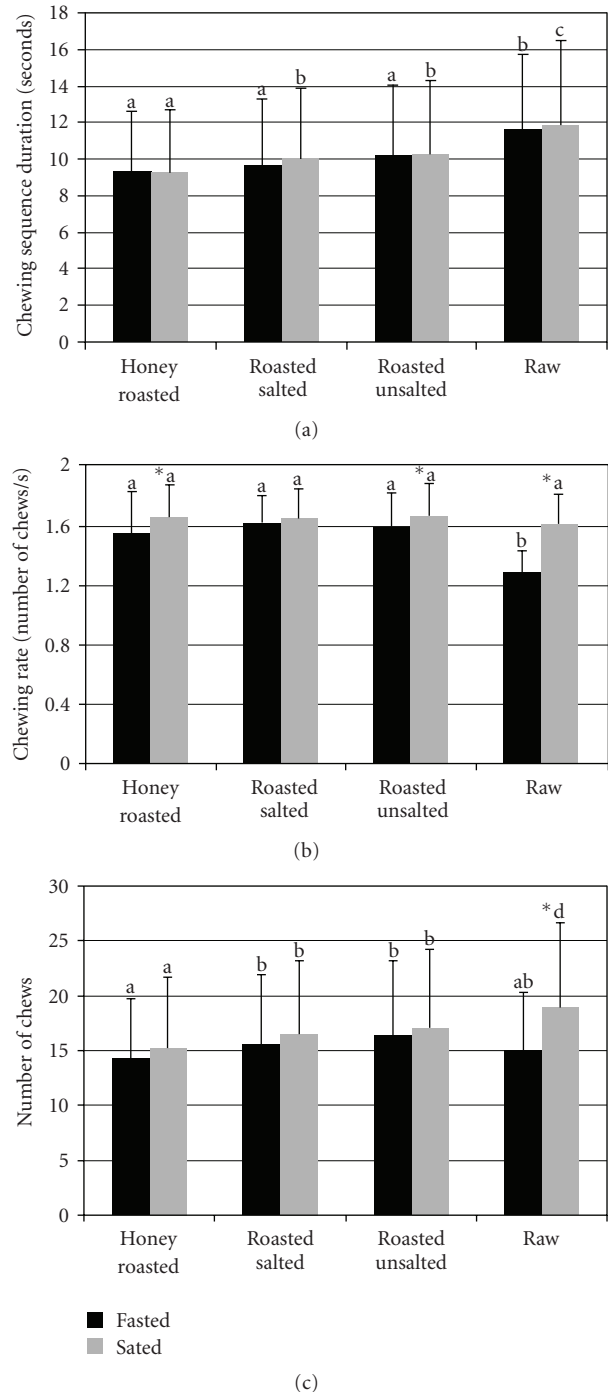 Chewing sequence duration (seconds)
18
16
14
12
10
8
6
4
2
0
a a a b a b b c
Honey roasted
Roasted salted
Roasted unsalted
Raw
(a)
Chewing rate (number of chews/s)
2
1.6
1.2
0.8
0.4
0
a *a a a a *a b *a
Honey roasted
Roasted salted
Roasted unsalted
Raw
(b)
Number of chews
30
25
20
15
10
5
0
a a b b b b ab *d
Honey roasted
Roasted salted
Roasted unsalted
Raw
Fasted
Sated
(c)